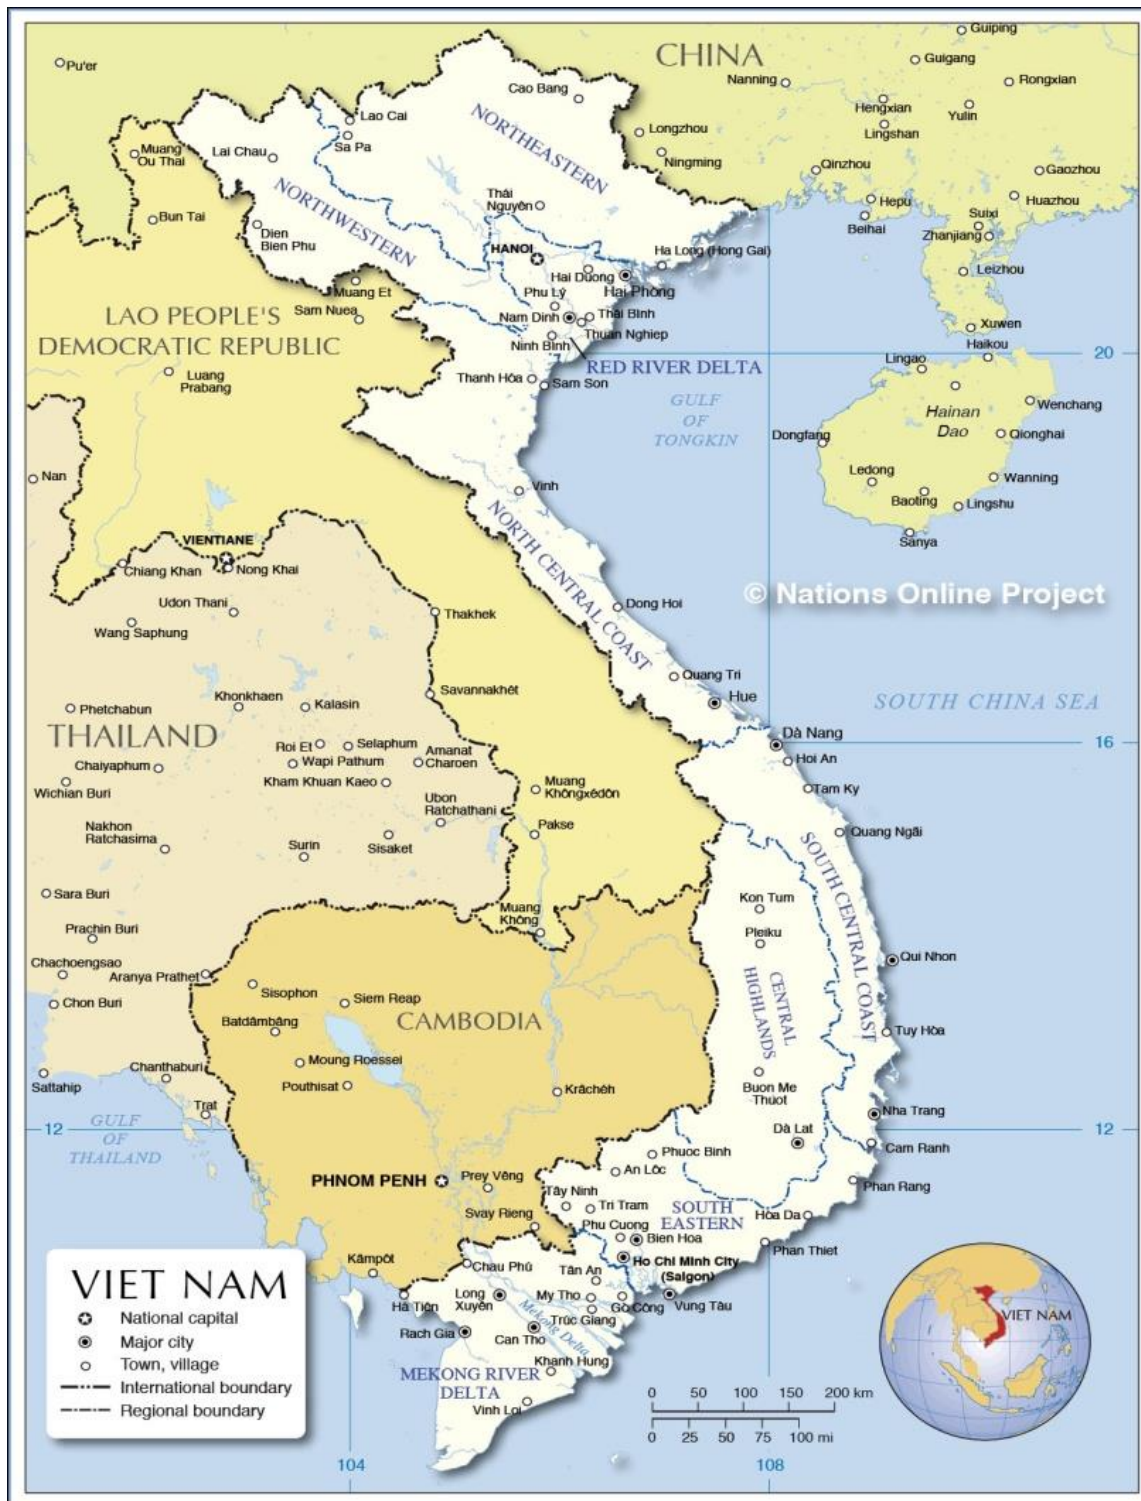 CHINA
Guiping
Guigang
Rongxian
Nanning
Hengxian
Yulin
Lingshan
Pu'er
Cao Bang
Lao Cai
Sa Pa
Lai Chau
NORTHEASTERN
Longzhou
Ningming
Qinzhou
Gaozhou
Muang
Ou Thai
NORTHWESTERN
Thái
Nguyên
Hepu
Beihai
Huazhou
Suixi
Zhanjiang
Bun Tai
Dien
Bien Phu
HANOI
Ha Long (Hong Gai)
Hai Duong
Hai Phòng
Leizhou
Muang Et
Sam Nuea
Phu Lý
Nam Dinh
Thái Bình
Thuan Nghiep
Ninh Bình
Xuwen
Haikou
20
LAO PEOPLE'S
DEMOCRATIC REPUBLIC
RED RIVER DELTA
Lingao
Luang
Prabang
Thanh Hóa
Sam Son
GULF
OF
TONGKIN
Hainan
Dao
Wenchang
Dongfang
Qionghai
Nan
Ledong
Wanning
Baoting
Lingshu
Vinh
Sanya
VIENTIANE
NORTH CENTRAL COAST
Chiang Khan
Nong Khai
© Nations Online Project
Udon Thani
Dong Hoi
Thakhek
Wang Saphung
Quang Tri
Khonkhaen
Kalasin
Savannakhét
Hue
SOUTH CHINA SEA
Phetchabun
THAILAND
Dà Nang
16
Roi Et
Selaphum
Amanat
Charoen
Hoi An
Chaiyaphum
Wapi Pathum
Kham Khuan Kaeo
Wichian Buri
Muang
Khôngxédôn
Tam Ky
Ubon
Ratchathani
Nakhon
Ratchasima
Pakse
Quang Ngãi
Surin
Sisaket
SOUTH CENTRAL COAST
Sara Buri
Kon Tum
Muang
Không
Prachin Buri
Pleiku
Chachoengsao
Aranya Prathet
Qui Nhon
Sisophon
Siem Reap
CENTRAL
HIGHLANDS
Chon Buri
Batdâmbâng
CAMBODIA
Tuy Hòa
Moung Roessei
Chanthaburi
Sattahip
Pouthisat
Krâchéh
Buon Me
Thuot
Trat
Nha Trang
12
GULF
OF
THAILAND
Dà Lat
12
Cam Ranh
Phuoc Binh
An Lôc
PHNOM PENH
Prey Vêng
Phan Rang
Tây Ninh
Tri Tram
SOUTH
EASTERN
Svay Rieng
Hòa Da
Phu Cuong
Bien Hoa
Phan Thiet
Kâmpôt
Chau Phú
Ho Chi Minh City
(Saigon)
Tân An
Hà Tiên
Long
Xuyên
My Tho
Gò Công
Vung Tàu
Trúc Giang
Mekong Delta
Rach Gia
Can Tho
Khanh Hung
MEKONG RIVER
DELTA
Vinh Loi
VIET NAM
National capital
Major city
Town, village
International boundary
Regional boundary
VIET NAM
0 50 100 150 200 km
0 25 50 75 100 mi
104
108